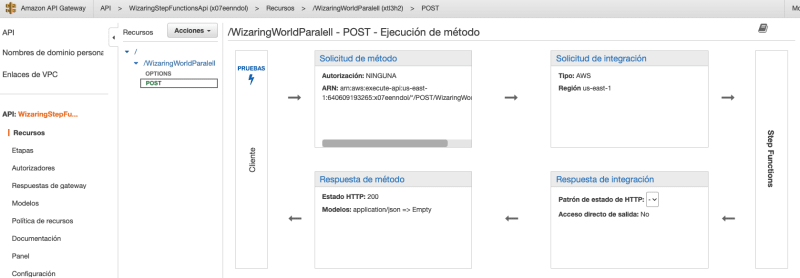 Amazon API Gateway
API > WizaringStepFunctionsApi (x07eenndol) > Recursos > /WizaringWorldParalell (xtl3h2) > POST
Mo
API
Nombres de dominio persona
Enlaces de VPC
API: WizaringStepFu...
Recursos
Etapas
Autorizadores
Respuestas de gateway
Modelos
Política de recursos
Documentación
Panel
Configuración
Recursos
Acciones
/
/WizaringWorldParalell
OPTIONS
POST
/WizaringWorldParalell - POST - Ejecución de método
PRUEBAS
Cliente
Solicitud de método
Autorización: NINGUNA
ARN: arn:aws:execute-api:us-east-
1:640609193265:x07eenndol/*/POST/WizaringWo
Solicitud de integración
Tipo: AWS
Región us-east-1
Respuesta de método
Estado HTTP: 200
Modelos: application/json => Empty
Respuesta de integración
Patrón de estado de HTTP: -
Acceso directo de salida: No
Step Functions